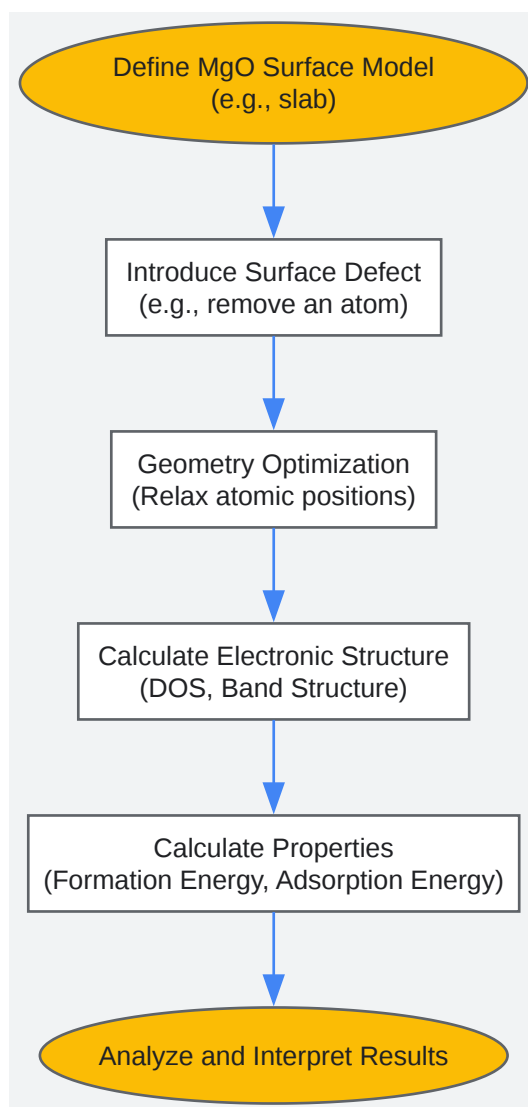 Define MgO Surface Model
(e.g., slab)
Introduce Surface Defect
(e.g., remove an atom)
Geometry Optimization
(Relax atomic positions)
Calculate Electronic Structure
(DOS, Band Structure)
Calculate Properties
(Formation Energy, Adsorption Energy)
Analyze and Interpret Results